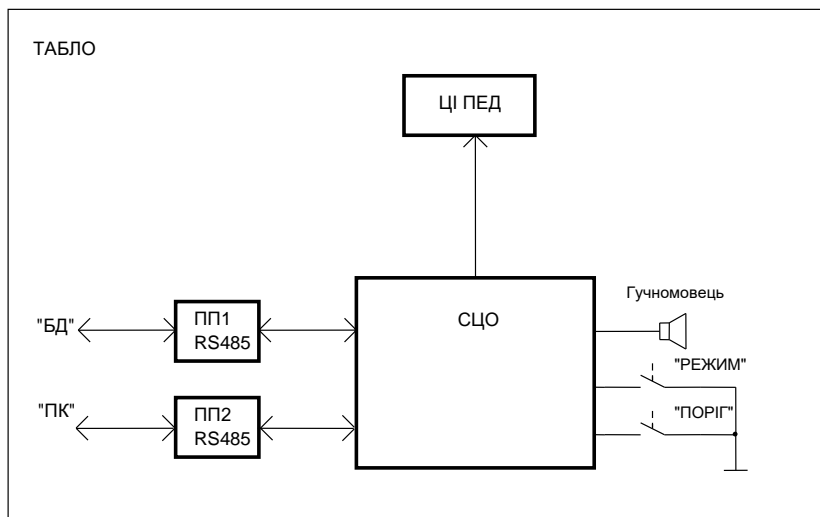 ТАБЛО
ЦІ ПЕД
Гучномовець
"БД"
ПП1
RS485
СЦО
"РЕЖИМ"
"ПК"
ПП2
RS485
"ПОРІГ"